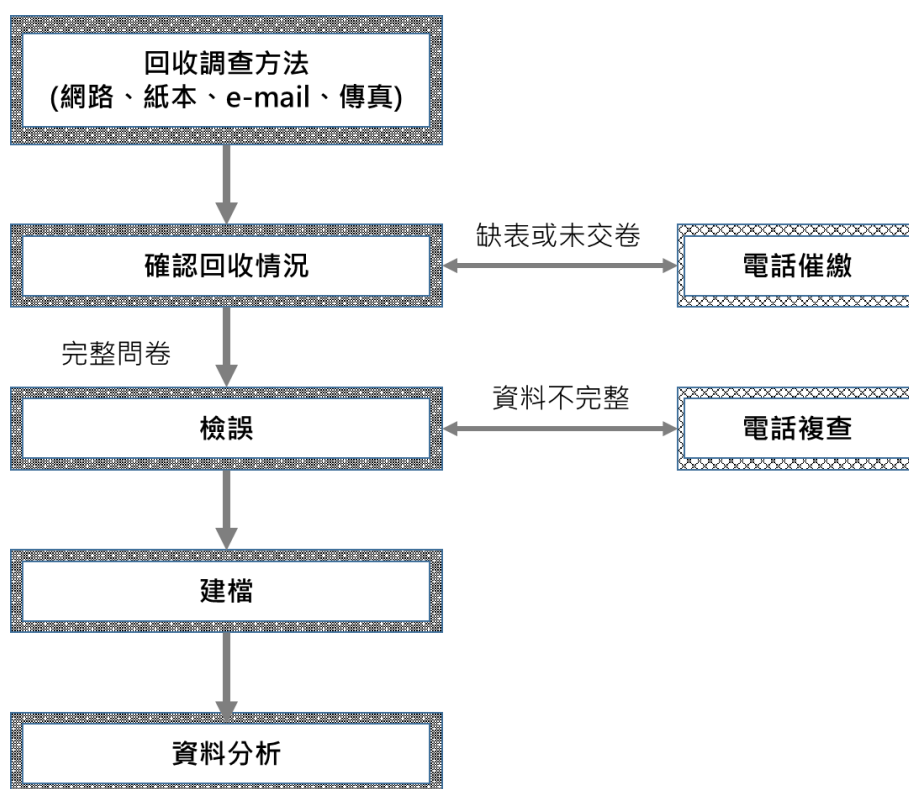 回收調查方法
(網路、紙本、e-mail、傳真)
缺表或未交卷
確認回收情況
電話催繳
完整問卷
資料不完整
檢誤
電話複查
建檔
資料分析